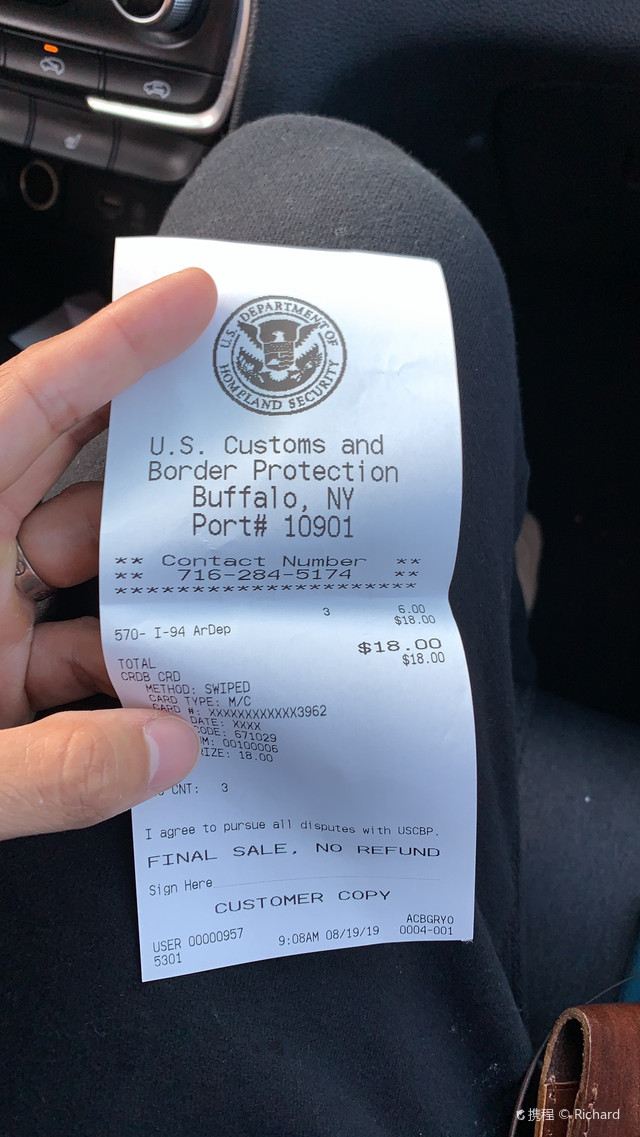 U.S. DEPARTMENT OF
HOMELAND SECURITY
U.S. Customs and
Border Protection
Buffalo, NY
Port# 10901
** Contact Number **
** 716-284-5174 **
****************************
3 6.00
570- I-94 ArDep $18.00
TOTAL $18.00
CRDB CRD $18.00
METHOD: SWIPED
CARD TYPE: M/C
CARD #: XXXXXXXXXXXX3962
DATE: XXXX
CODE: 671029
M: 00100006
RIZE: 18.00
CNT: 3
I agree to pursue all disputes with USCBP.
FINAL SALE, NO REFUND
Sign Here
CUSTOMER COPY
USER 00000957 9:08AM 08/19/19 ACBGRY0
5301 0004-001
携程 © Richard